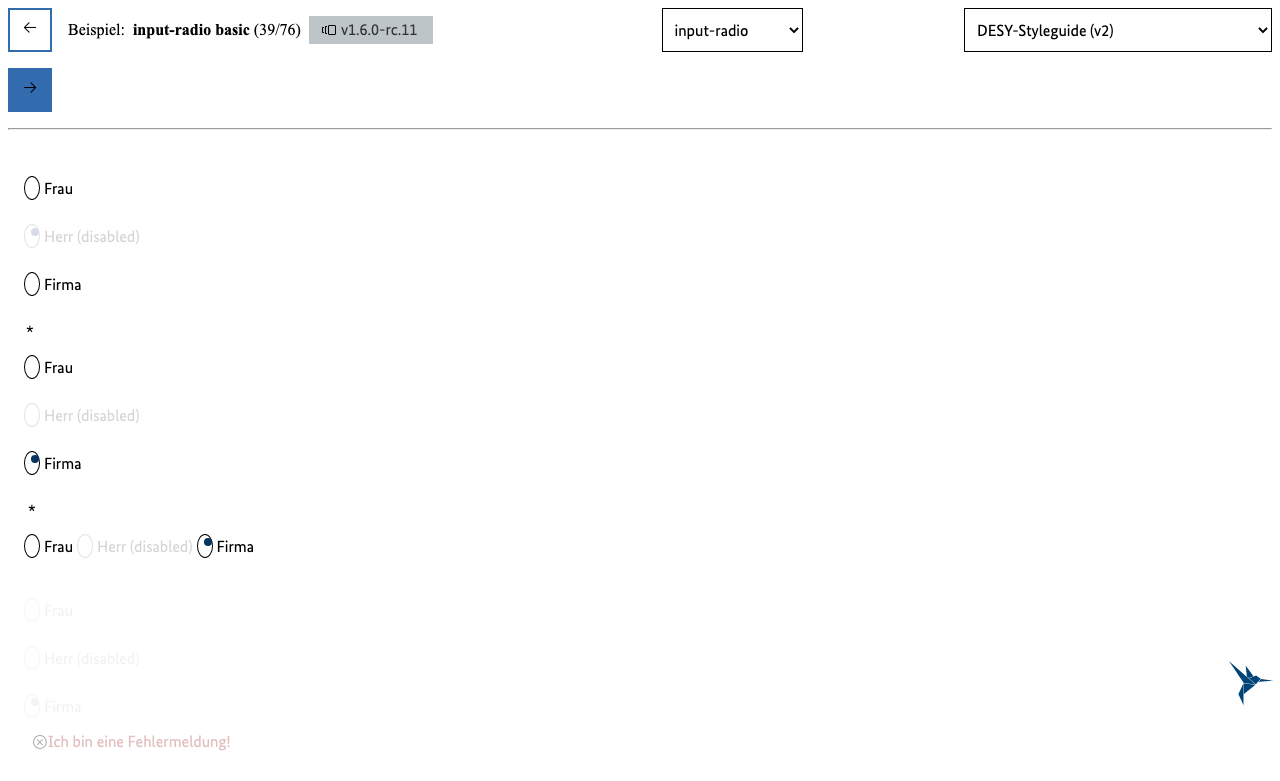 Beispiel: input-radio basic (39/76) v1.6.0-rc.11 input-radio DESY-Styleguide (v2)
Frau
Herr (disabled)
Firma
*
Frau
Herr (disabled)
Firma
*
Frau Herr (disabled) Firma
Frau
Herr (disabled)
Firma
Ich bin eine Fehlermeldung!